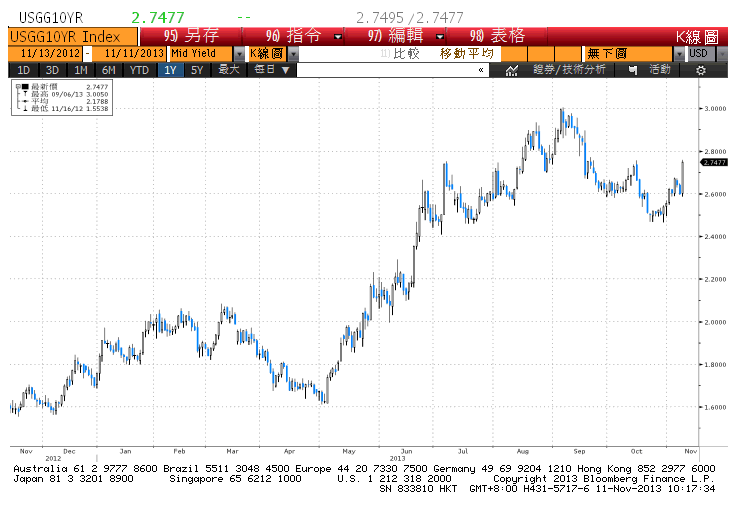 USGG10YR 2.7477 -- 2.7495 /2.7477
USGG10YR Index 95) 另存 96) 指令 97) 編輯 98) 表格 K線圖
11/13/2012 - 11/11/2013 Mid Yield K線圖 比較 移動平均 無下圖 USD
1D 3D 1M 6M YTD 1Y 5Y 最大 每日 ▼ « 證券/技術分析 活動
最新價 2.7477
最高 09/06/13 3.0050
平均 2.1788
最低 11/16/12 1.5538
3.0000
2.8000
2.7477
2.6000
2.4000
2.2000
2.0000
1.8000
1.6000
Nov Dec Jan Feb Mar Apr May Jun Jul Aug Sep Oct Nov
2012 2013
Australia 61 2 9777 8600 Brazil 5511 3048 4500 Europe 44 20 7330 7500 Germany 49 69 9204 1210 Hong Kong 852 2977 6000
Japan 81 3 3201 8900 Singapore 65 6212 1000 U.S. 1 212 318 2000 Copyright 2013 Bloomberg Finance L.P.
SN 833810 HKT GMT+8:00 H431-5717-6 11-Nov-2013 10:17:34